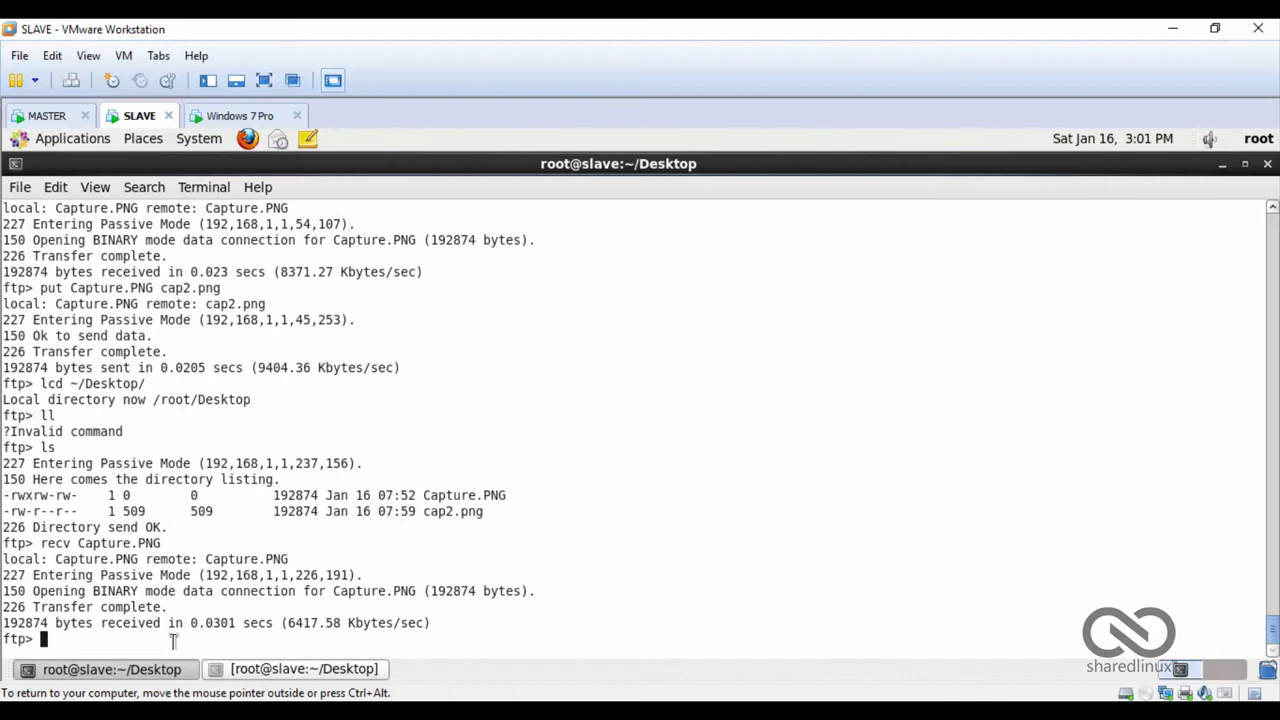 SLAVE - VMware Workstation
File Edit View VM Tabs Help
MASTER SLAVE Windows 7 Pro
Applications Places System Sat Jan 16, 3:01 PM root
root@slave:~/Desktop
File Edit View Search Terminal Help
local: Capture.PNG remote: Capture.PNG
227 Entering Passive Mode (192,168,1,1,54,107).
150 Opening BINARY mode data connection for Capture.PNG (192874 bytes).
226 Transfer complete.
192874 bytes received in 0.023 secs (8371.27 Kbytes/sec)
ftp> put Capture.PNG cap2.png
local: Capture.PNG remote: cap2.png
227 Entering Passive Mode (192,168,1,1,45,253).
150 Ok to send data.
226 Transfer complete.
192874 bytes sent in 0.0205 secs (9404.36 Kbytes/sec)
ftp> lcd ~/Desktop/
Local directory now /root/Desktop
ftp> ll
?Invalid command
ftp> ls
227 Entering Passive Mode (192,168,1,1,237,156).
150 Here comes the directory listing.
-rwxrw-rw- 1 0 0 192874 Jan 16 07:52 Capture.PNG
-rw-r--r-- 1 509 509 192874 Jan 16 07:59 cap2.png
226 Directory send OK.
ftp> recv Capture.PNG
local: Capture.PNG remote: Capture.PNG
227 Entering Passive Mode (192,168,1,1,226,191).
150 Opening BINARY mode data connection for Capture.PNG (192874 bytes).
226 Transfer complete.
192874 bytes received in 0.0301 secs (6417.58 Kbytes/sec)
ftp>
sharedlinux
root@slave:~/Desktop [root@slave:~/Desktop]
To return to your computer, move the mouse pointer outside or press Ctrl+Alt.